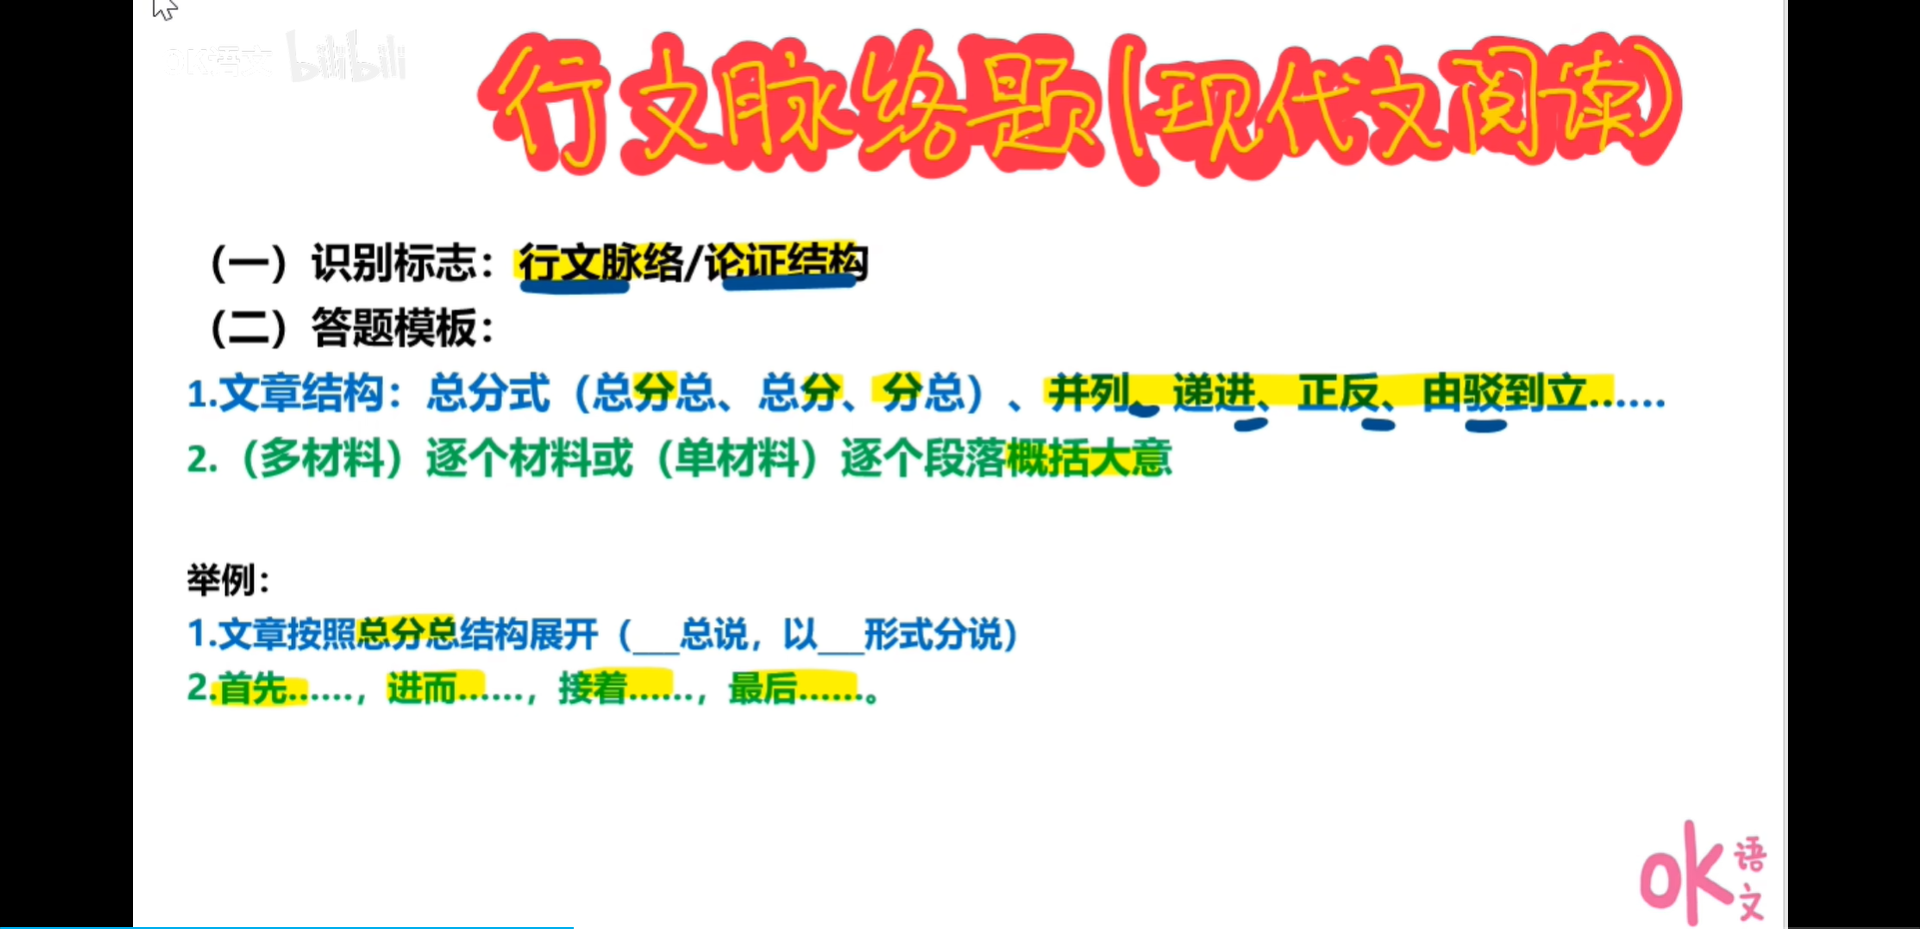 bilibili
行文脉络题(现代文阅读)
（一）识别标志：行文脉络/论证结构
（二）答题模板：
1.文章结构：总分式（总分总、总分、分总）、并列、递进、正反、由驳到立......
2.（多材料）逐个材料或（单材料）逐个段落概括大意
举例：
1.文章按照总分总结构展开（___总说，以___形式分说）
2.首先......，进而......，接着......，最后......。
ok语文